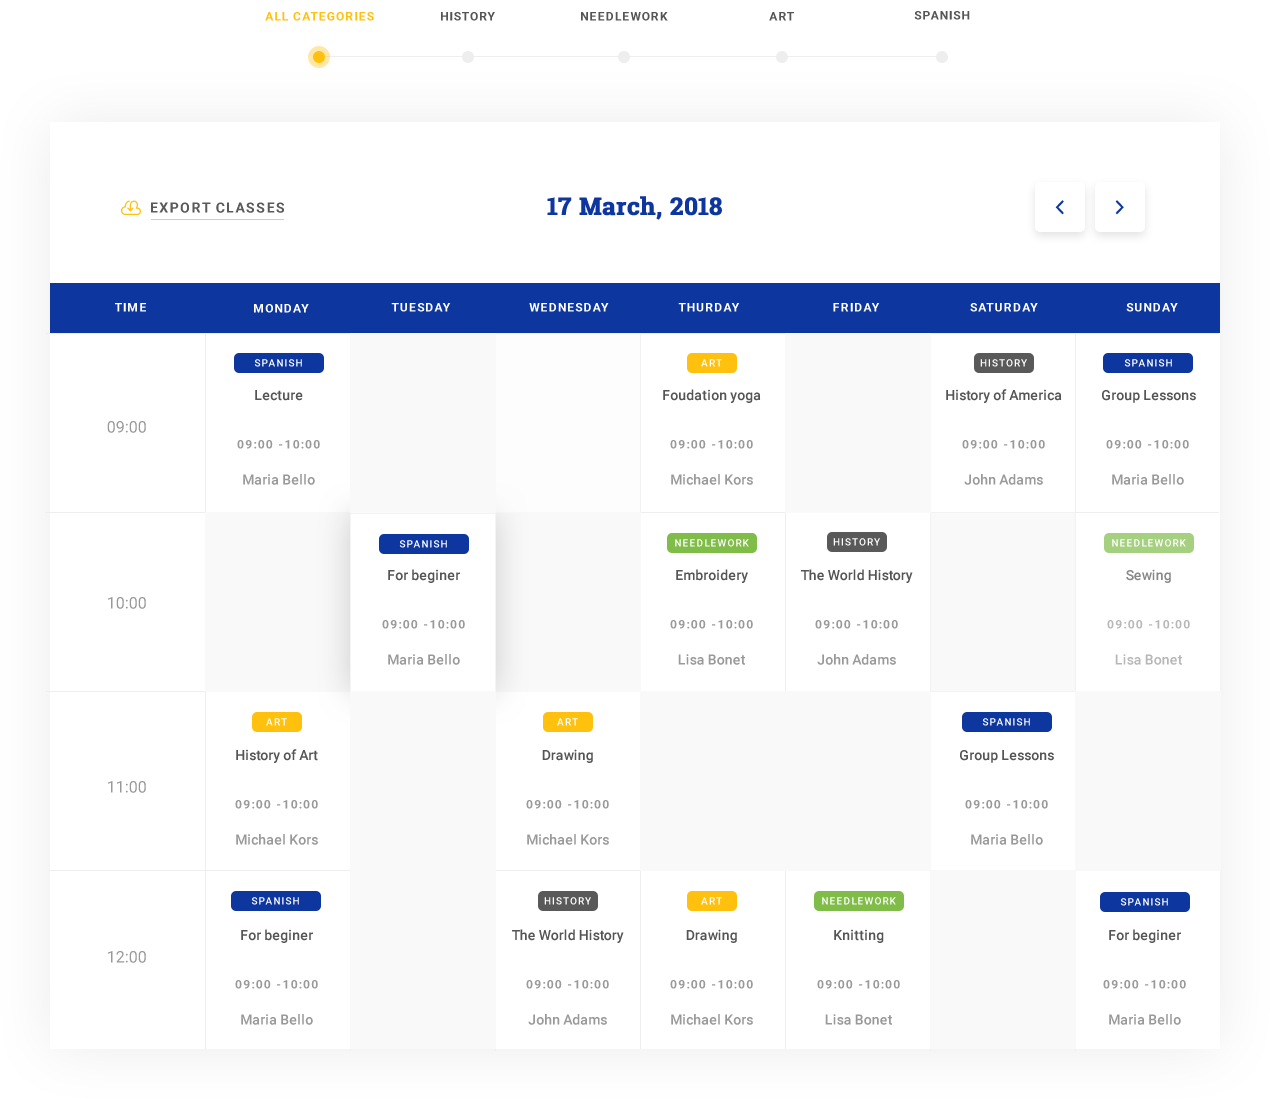 ALL CATEGORIES HISTORY NEEDLEWORK ART SPANISH
EXPORT CLASSES 17 March, 2018
TIME MONDAY TUESDAY WEDNESDAY THURDAY FRIDAY SATURDAY SUNDAY
SPANISH ART HISTORY SPANISH
Lecture Foudation yoga History of America Group Lessons
09:00
09:00 -10:00 09:00 -10:00 09:00 -10:00 09:00 -10:00
Maria Bello Michael Kors John Adams Maria Bello
SPANISH NEEDLEWORK HISTORY NEEDLEWORK
For beginer Embroidery The World History Sewing
10:00
09:00 -10:00 09:00 -10:00 09:00 -10:00 09:00 -10:00
Maria Bello Lisa Bonet John Adams Lisa Bonet
ART ART SPANISH
History of Art Drawing Group Lessons
11:00
09:00 -10:00 09:00 -10:00 09:00 -10:00
Michael Kors Michael Kors Maria Bello
SPANISH HISTORY ART NEEDLEWORK SPANISH
For beginer The World History Drawing Knitting For beginer
12:00
09:00 -10:00 09:00 -10:00 09:00 -10:00 09:00 -10:00 09:00 -10:00
Maria Bello John Adams Michael Kors Lisa Bonet Maria Bello